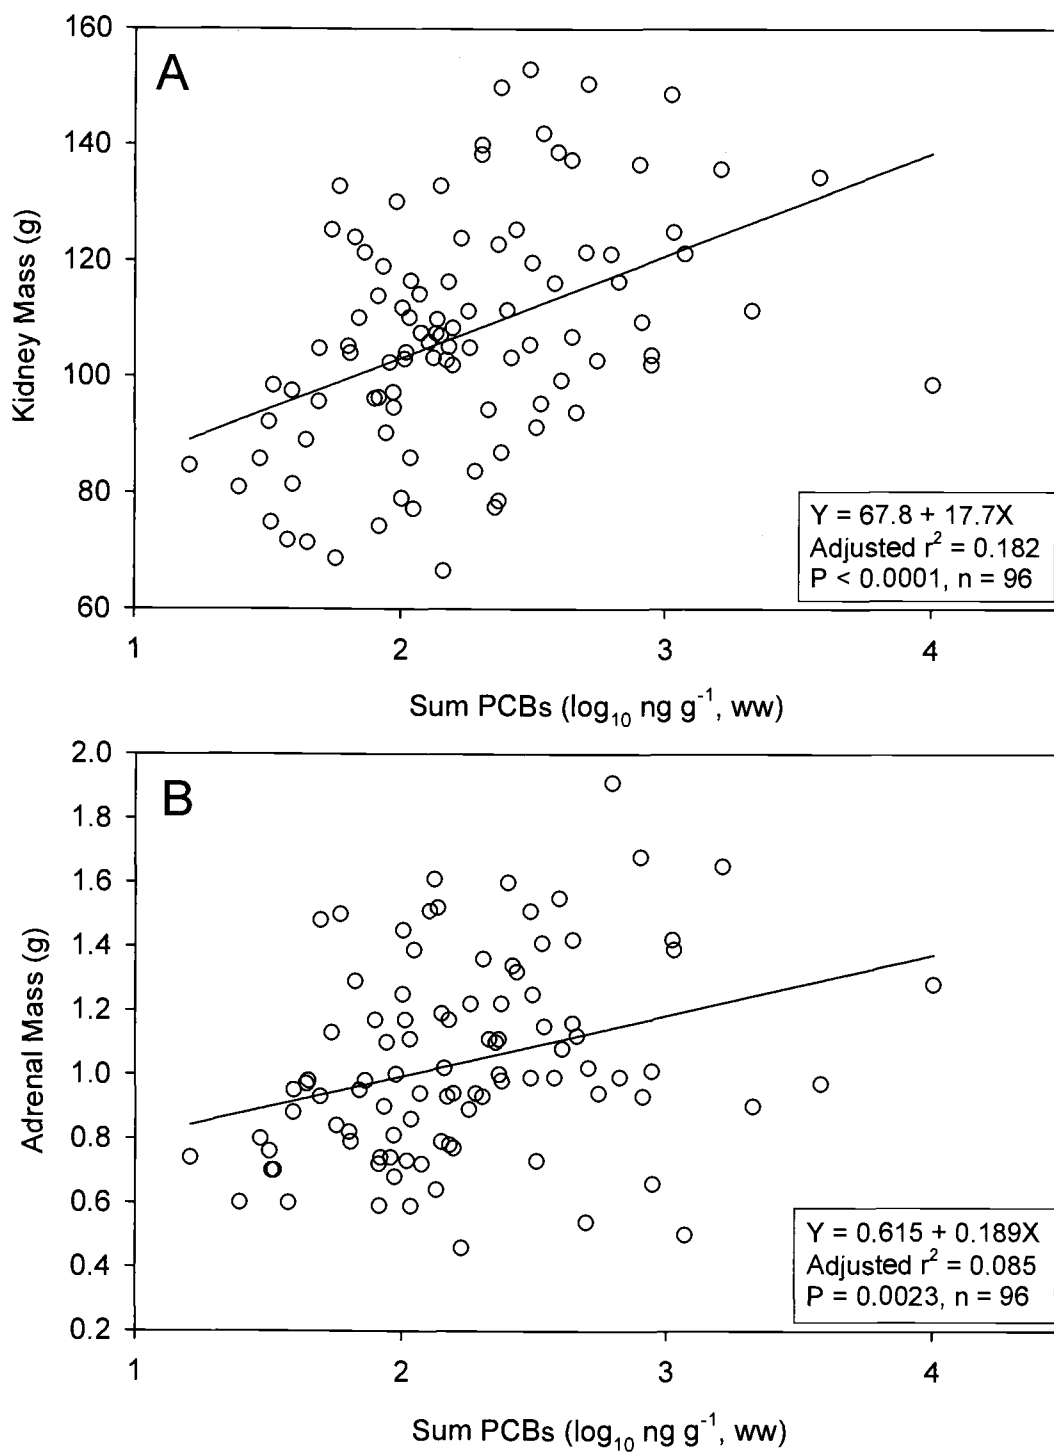 A
160
140
120
100
80
60
Kidney Mass (g)
Y = 67.8 + 17.7X
Adjusted r² = 0.182
P < 0.0001, n = 96
1 2 3 4
Sum PCBs (log₁₀ ng g⁻¹, ww)
B
2.0
1.8
1.6
1.4
1.2
1.0
0.8
0.6
0.4
0.2
Adrenal Mass (g)
Y = 0.615 + 0.189X
Adjusted r² = 0.085
P = 0.0023, n = 96
1 2 3 4
Sum PCBs (log₁₀ ng g⁻¹, ww)